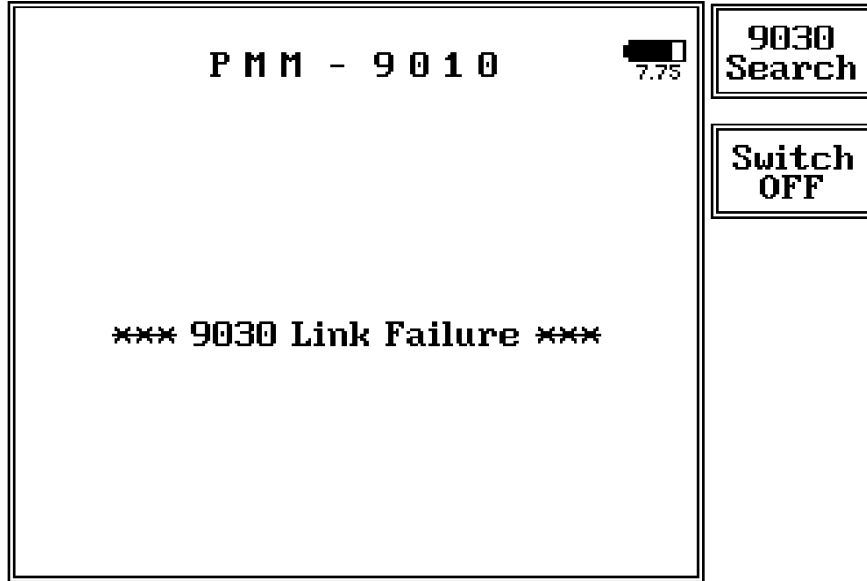 PMM - 9010
7.75
9030
Search
Switch
OFF
*** 9030 Link Failure ***